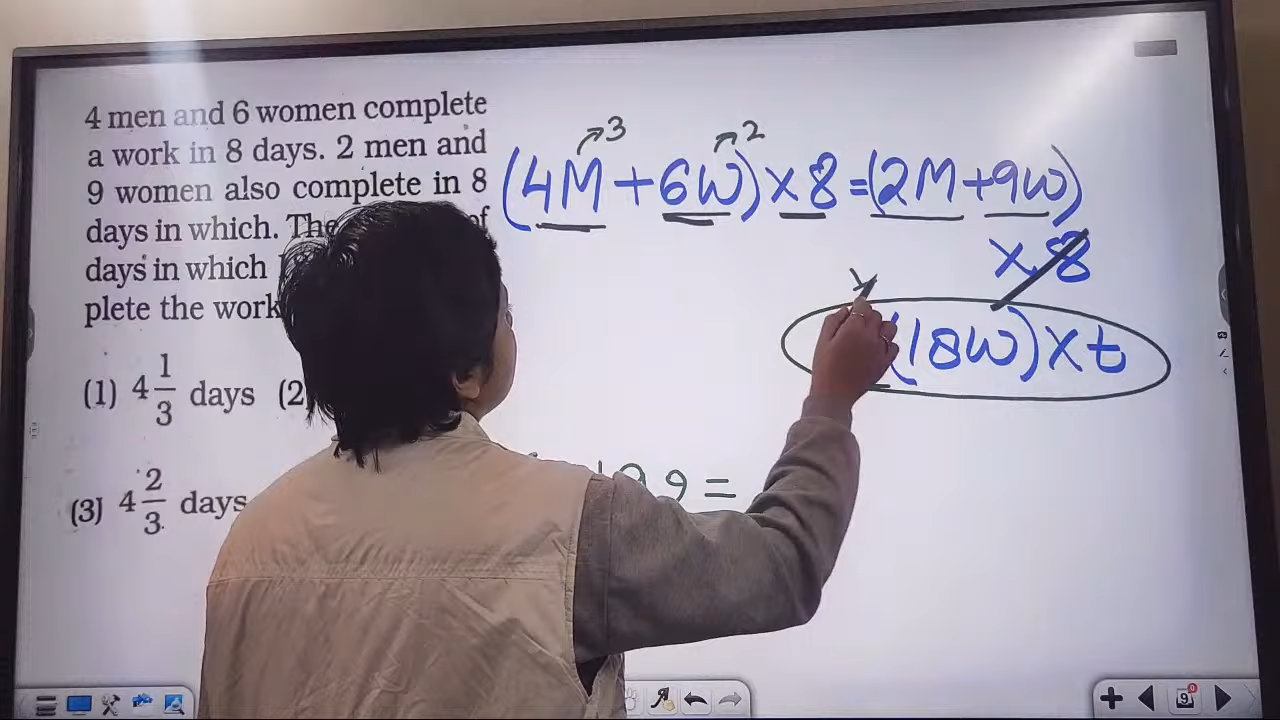 4 men and 6 women complete
a work in 8 days. 2 men and
9 women also complete in 8
days in which. The of
days in which
plete the work
(1) 4 1/3 days (2
(3) 4 2/3 days
3 2
(4M+6W)×8=(2M+9W)
×8
(18W)×t
=